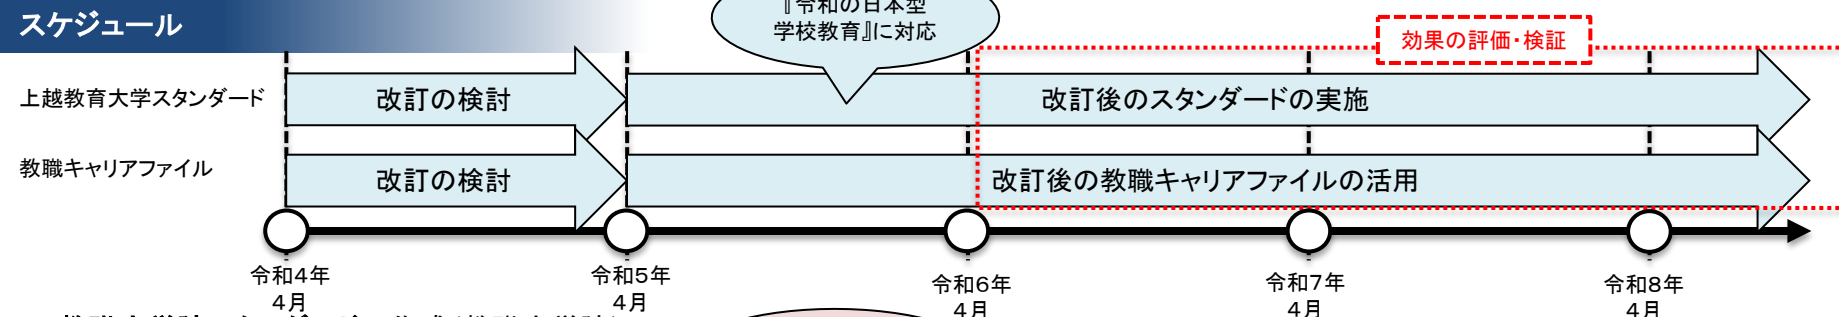 スケジュール
『令和の日本型
学校教育』に対応
効果の評価・検証
上越教育大学スタンダード
改訂の検討
改訂後のスタンダードの実施
教職キャリアファイル
改訂の検討
改訂後の教職キャリアファイルの活用
令和4年
4月
令和5年
4月
令和6年
4月
令和7年
4月
令和8年
4月